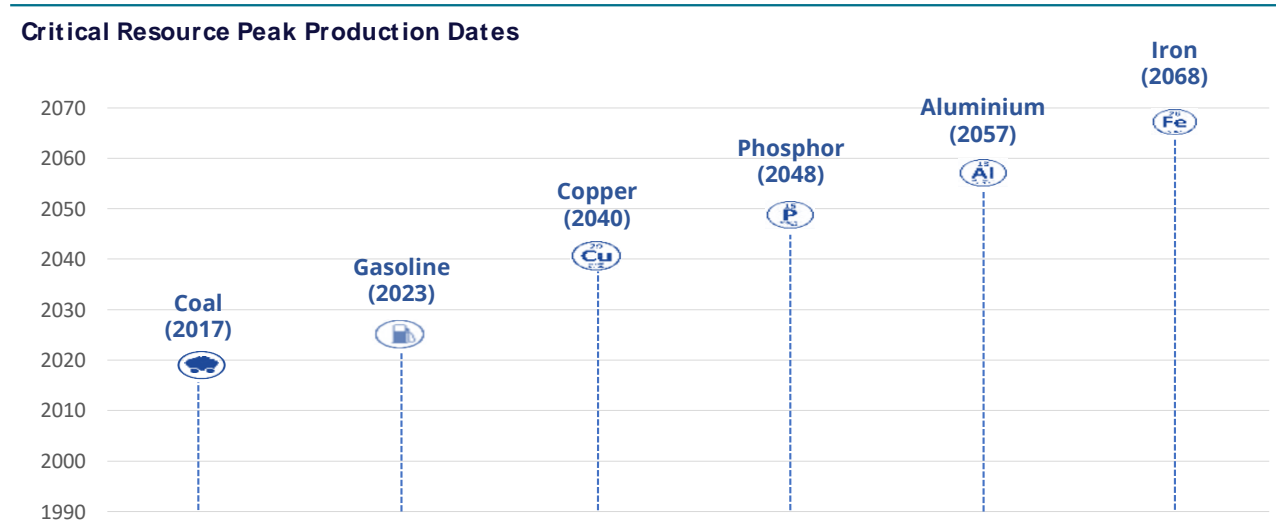 Critical Resource Peak Production Dates
Iron
(2068)
2070
Aluminium
(2057)
Fe
2060
Phosphor
(2048)
Al
2050
Copper
(2040)
15
P
2040
Cu
Gasoline
(2023)
2030
Coal
(2017)
2020
2010
2000
1990